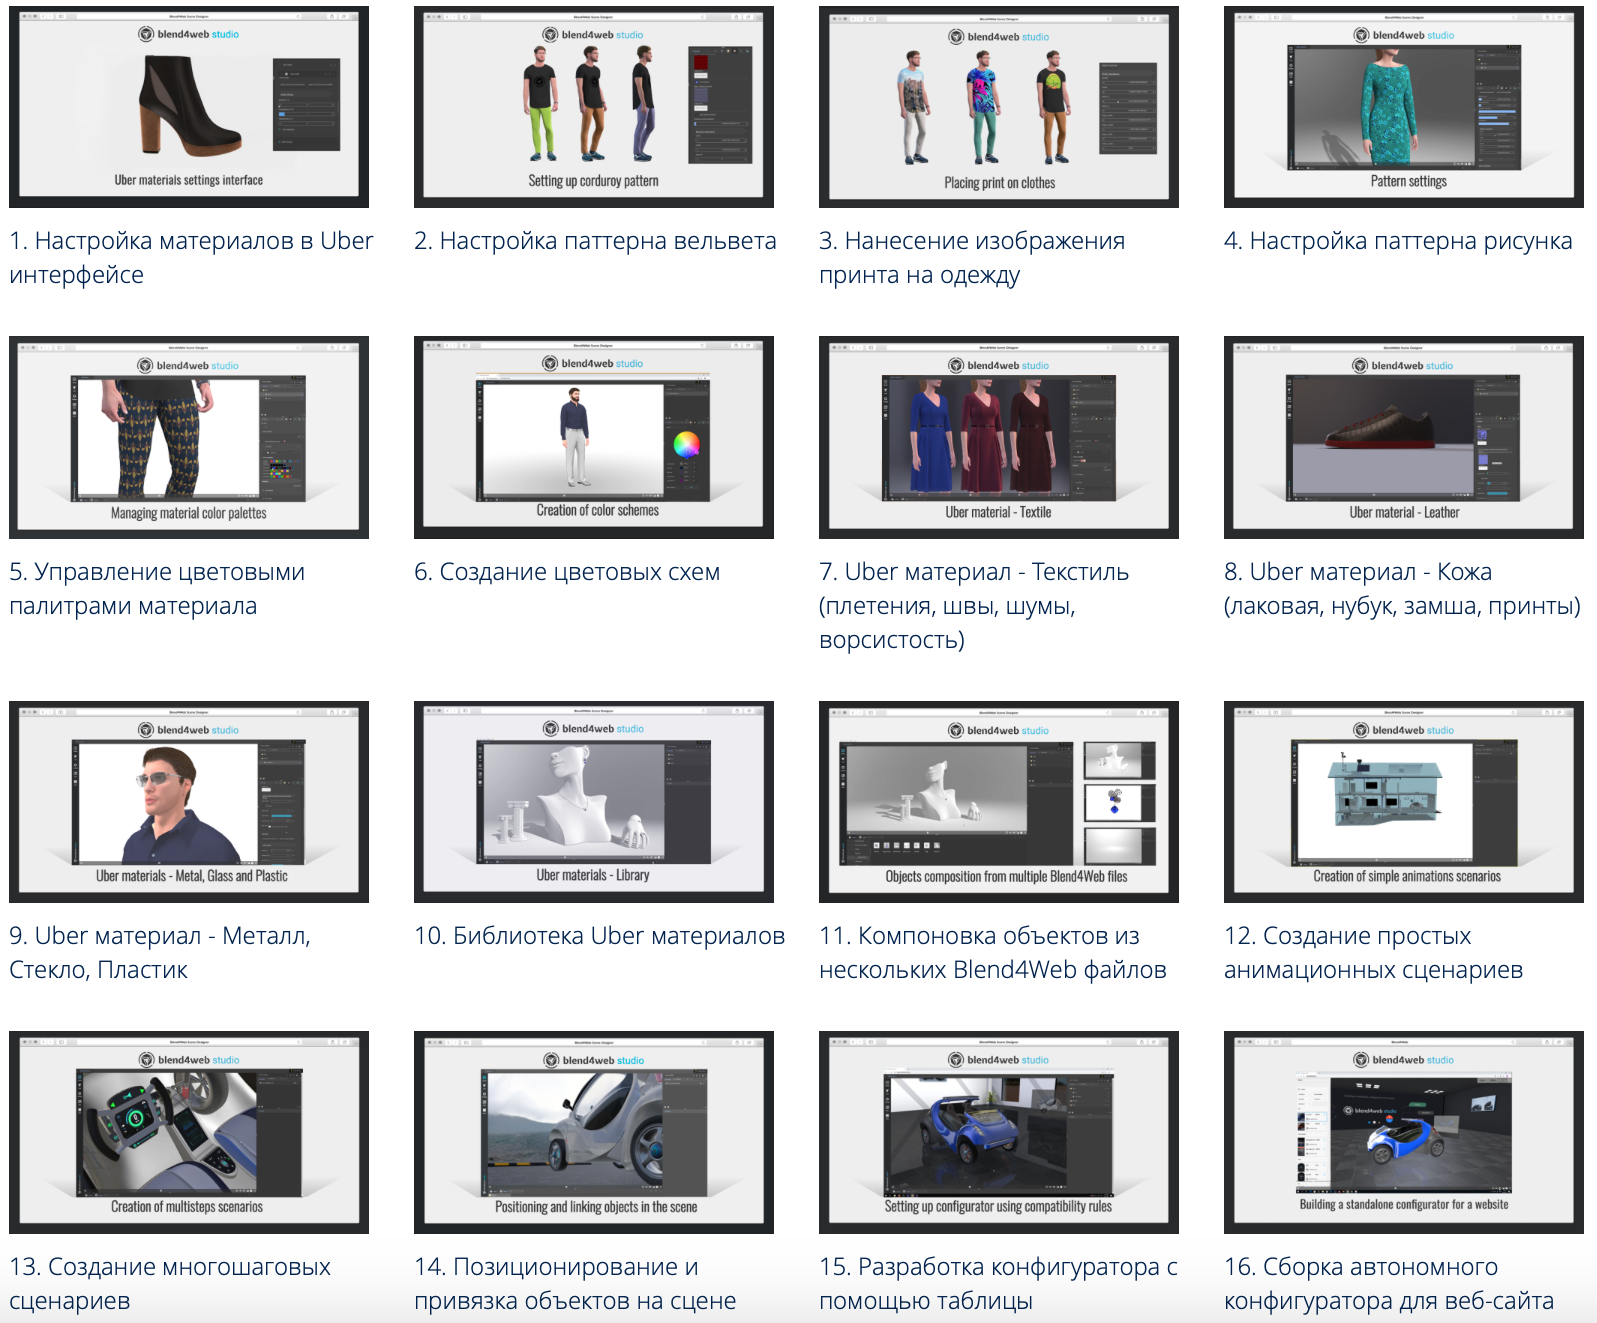 blend4web studio
Uber materials settings interface
1. Настройка материалов в Uber
интерфейсе
blend4web studio
Setting up corduroy pattern
2. Настройка паттерна вельвета
blend4web studio
Placing print on clothes
3. Нанесение изображения
принта на одежду
blend4web studio
Pattern settings
4. Настройка паттерна рисунка
blend4web studio
Managing material color palettes
5. Управление цветовыми
палитрами материала
blend4web studio
Creation of color schemes
6. Создание цветовых схем
blend4web studio
Uber material - Textile
7. Uber материал - Текстиль
(плетения, швы, шумы,
ворсистость)
blend4web studio
Uber material - Leather
8. Uber материал - Кожа
(лаковая, нубук, замша, принты)
blend4web studio
Uber materials - Metal, Glass and Plastic
9. Uber материал - Металл,
Стекло, Пластик
blend4web studio
Uber materials - Library
10. Библиотека Uber материалов
blend4web studio
Objects composition from multiple Blend4Web files
11. Компоновка объектов из
нескольких Blend4Web файлов
blend4web studio
Creation of simple animations scenarios
12. Создание простых
анимационных сценариев
blend4web studio
Creation of multisteps scenarios
13. Создание многошаговых
сценариев
blend4web studio
Positioning and linking objects in the scene
14. Позиционирование и
привязка объектов на сцене
blend4web studio
Setting up configurator using compatibility rules
15. Разработка конфигуратора с
помощью таблицы
blend4web studio
blend4web studio
Building a standalone configurator for a website
16. Сборка автономного
конфигуратора для веб-сайта